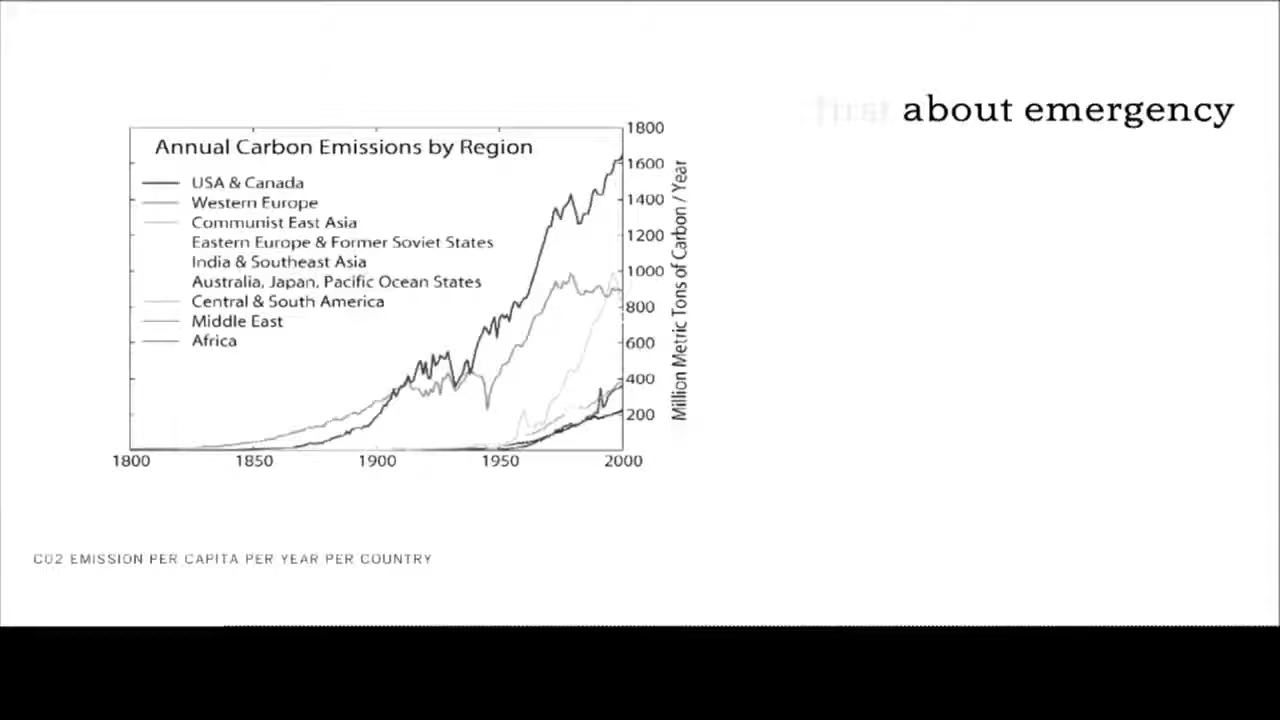 about emergency
Annual Carbon Emissions by Region
USA & Canada
Western Europe
Communist East Asia
Eastern Europe & Former Soviet States
India & Southeast Asia
Australia, Japan, Pacific Ocean States
Central & South America
Middle East
Africa
1800
1600
1400
1200
1000
800
600
400
200
Million Metric Tons of Carbon / Year
1800 1850 1900 1950 2000
CO2 EMISSION PER CAPITA PER YEAR PER COUNTRY